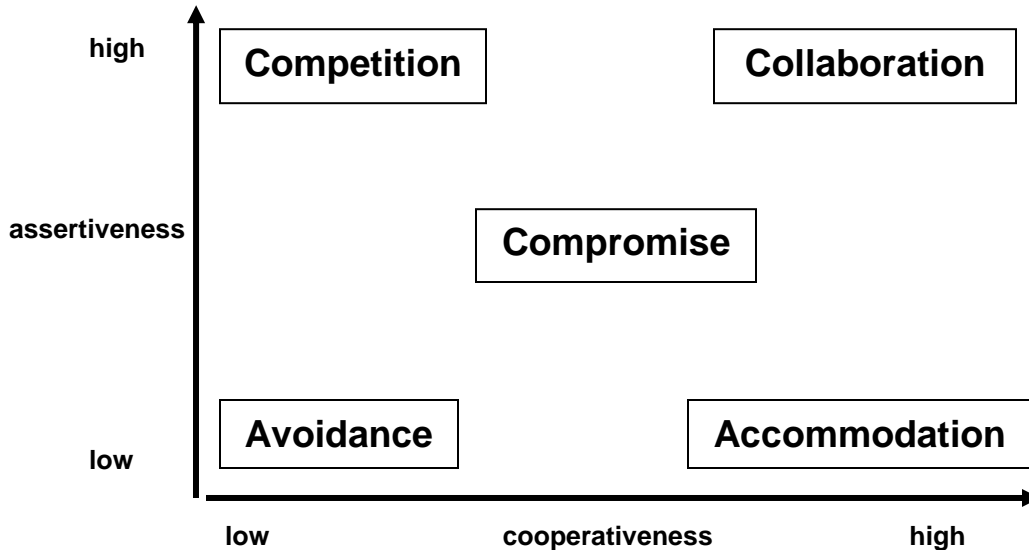 high
Competition
Collaboration
assertiveness
Compromise
Avoidance
Accommodation
low
low
cooperativeness
high